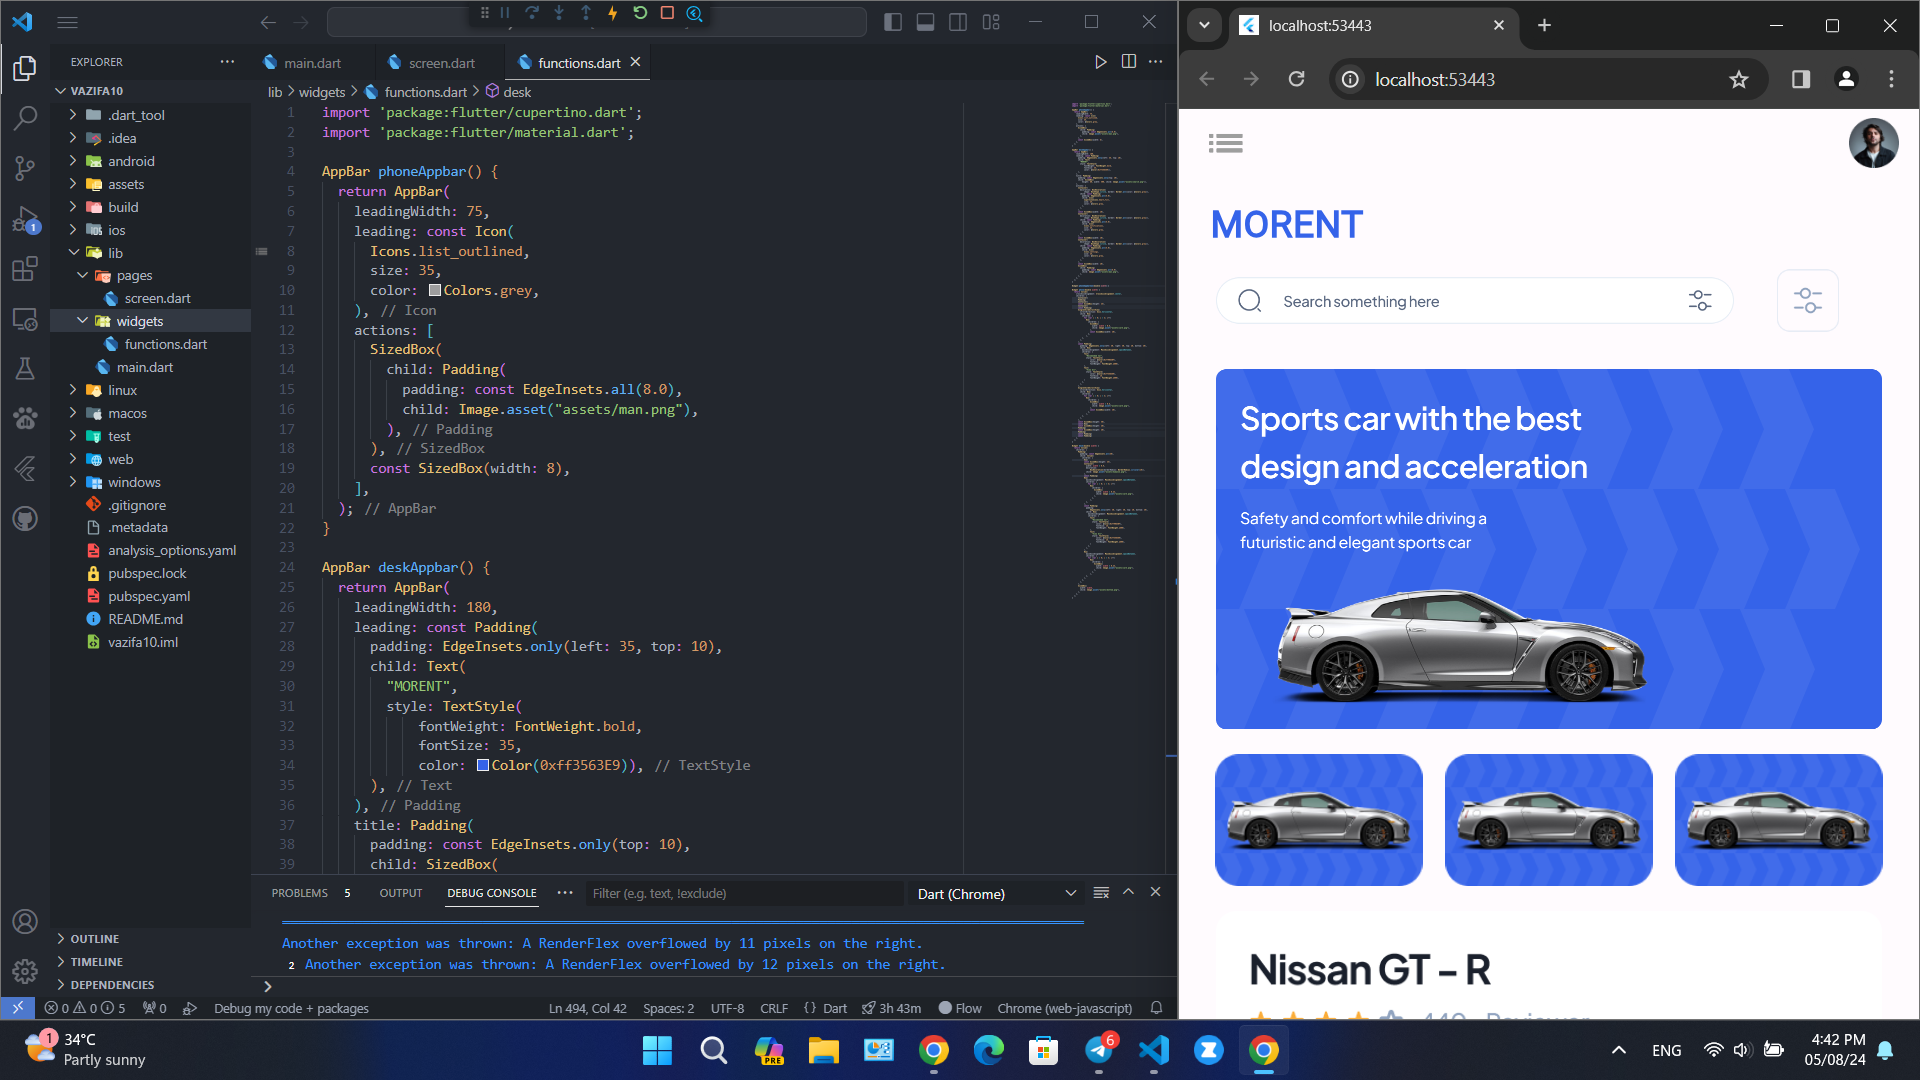 main.dart
screen.dart
functions.dart
EXPLORER
VAZIFA10
.dart_tool
.idea
android
assets
build
ios
lib
pages
screen.dart
widgets
functions.dart
main.dart
linux
macos
test
web
windows
.gitignore
.metadata
analysis_options.yaml
pubspec.lock
pubspec.yaml
README.md
vazifa10.iml
OUTLINE
TIMELINE
DEPENDENCIES
lib > widgets > functions.dart > desk
1 import 'package:flutter/cupertino.dart';
2 import 'package:flutter/material.dart';
3
4 AppBar phoneAppbar() {
5 return AppBar(
6 leadingWidth: 75,
7 leading: const Icon(
8 Icons.list_outlined,
9 size: 35,
10 color: Colors.grey,
11 ), // Icon
12 actions: [
13 SizedBox(
14 child: Padding(
15 padding: const EdgeInsets.all(8.0),
16 child: Image.asset("assets/man.png"),
17 ), // Padding
18 ), // SizedBox
19 const SizedBox(width: 8),
20 ],
21 ); // AppBar
22 }
23
24 AppBar deskAppbar() {
25 return AppBar(
26 leadingWidth: 180,
27 leading: const Padding(
28 padding: EdgeInsets.only(left: 35, top: 10),
29 child: Text(
30 "MORENT",
31 style: TextStyle(
32 fontWeight: FontWeight.bold,
33 fontSize: 35,
34 color: Color(0xff3563E9)), // TextStyle
35 ), // Text
36 ), // Padding
37 title: Padding(
38 padding: const EdgeInsets.only(top: 10),
39 child: SizedBox(
PROBLEMS 5 OUTPUT DEBUG CONSOLE Filter (e.g. text, !exclude) Dart (Chrome)
Another exception was thrown: A RenderFlex overflowed by 11 pixels on the right.
2 Another exception was thrown: A RenderFlex overflowed by 12 pixels on the right.
0 0 5 0 Debug my code + packages Ln 494, Col 42 Spaces: 2 UTF-8 CRLF {} Dart 3h 43m Flow Chrome (web-javascript)
localhost:53443
localhost:53443
MORENT
Search something here
Sports car with the best
design and acceleration
Safety and comfort while driving a
futuristic and elegant sports car
Nissan GT - R
1
34°C
Partly sunny
PRE
6
ENG
4:42 PM
05/08/24